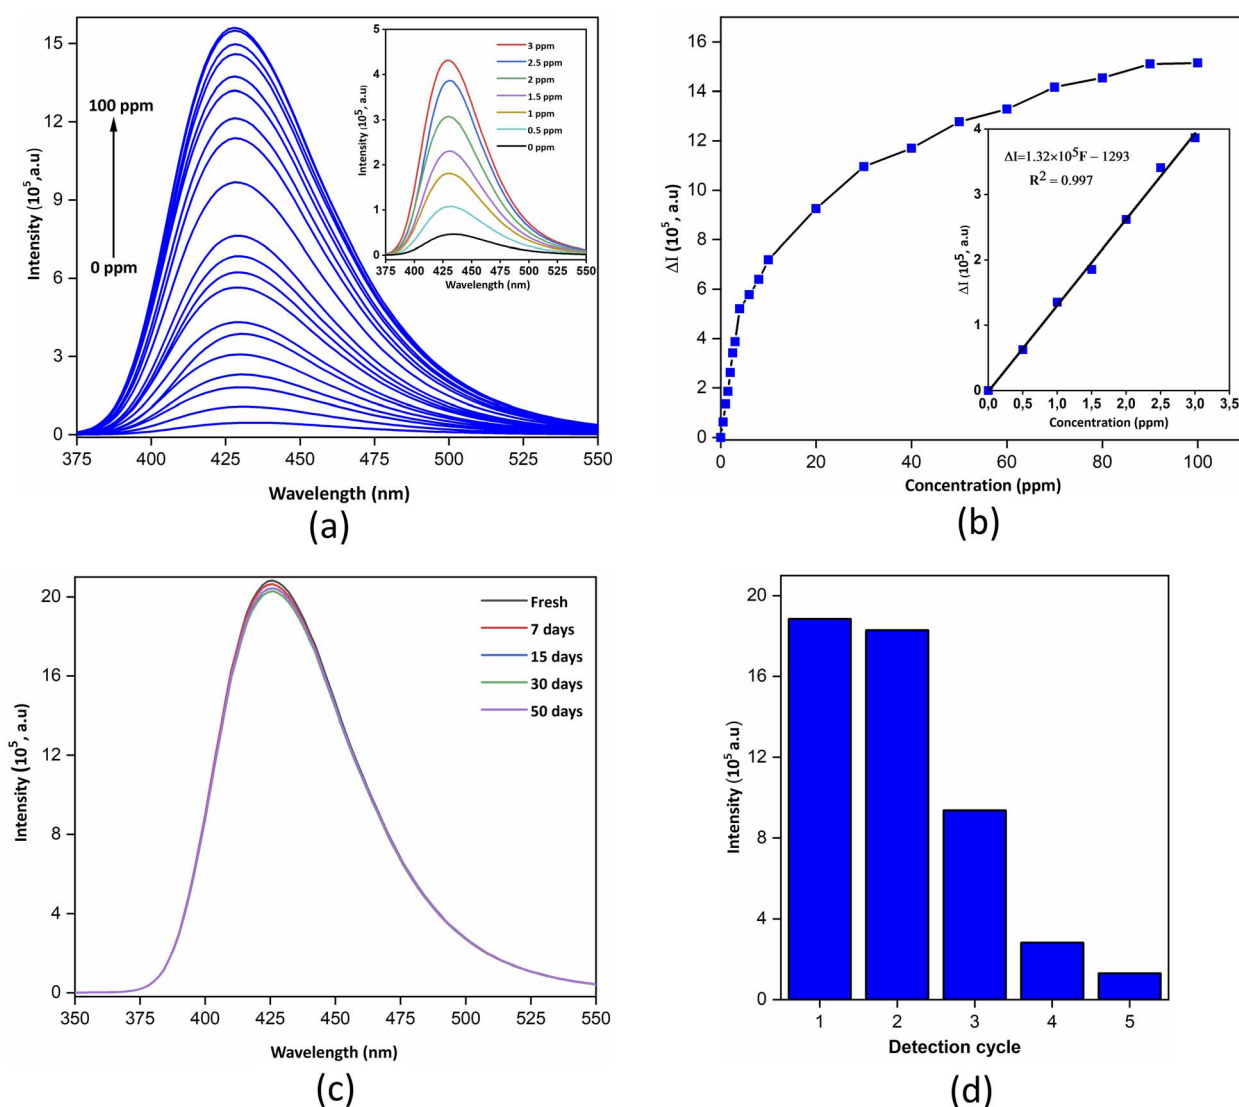 Intensity (10⁵,a.u)
15
12
9
6
3
0
100 ppm
0 ppm
375 400 425 450 475 500 525 550
Wavelength (nm)
Intensity (10⁵, a.u)
5
4
3
2
1
0
3 ppm
2.5 ppm
2 ppm
1.5 ppm
1 ppm
0.5 ppm
0 ppm
375 400 425 450 475 500 525 550
Wavelength (nm)
(a)
ΔI (10⁵, a.u)
16
14
12
10
8
6
4
2
0
0 20 40 60 80 100
Concentration (ppm)
ΔI (10⁵, a.u)
4
3
2
1
0
ΔI=1.32×10⁵F − 1293
R² = 0.997
0,0 0,5 1,0 1,5 2,0 2,5 3,0 3,5
Concentration (ppm)
(b)
Intensity (10⁵, a.u)
20
16
12
8
4
0
Fresh
7 days
15 days
30 days
50 days
350 375 400 425 450 475 500 525 550
Wavelength (nm)
(c)
Intensity (10⁵ a.u)
20
16
12
8
4
0
1 2 3 4 5
Detection cycle
(d)